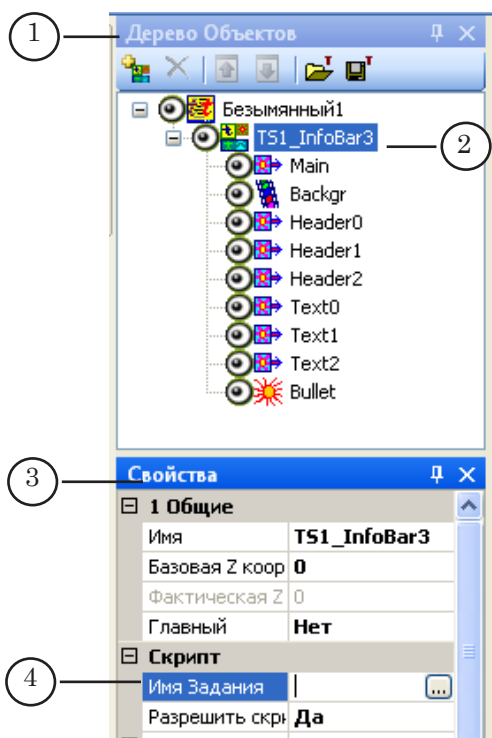 1
Дерево Объектов
Безымянный1
TS1_InfoBar3
2
Main
Backgr
Header0
Header1
Header2
Text0
Text1
Text2
Bullet
3
Свойства
1 Общие
Имя TS1_InfoBar3
Базовая Z коор 0
Фактическая Z 0
Главный Нет
Скрипт
4
Имя Задания ...
Разрешить скри Да